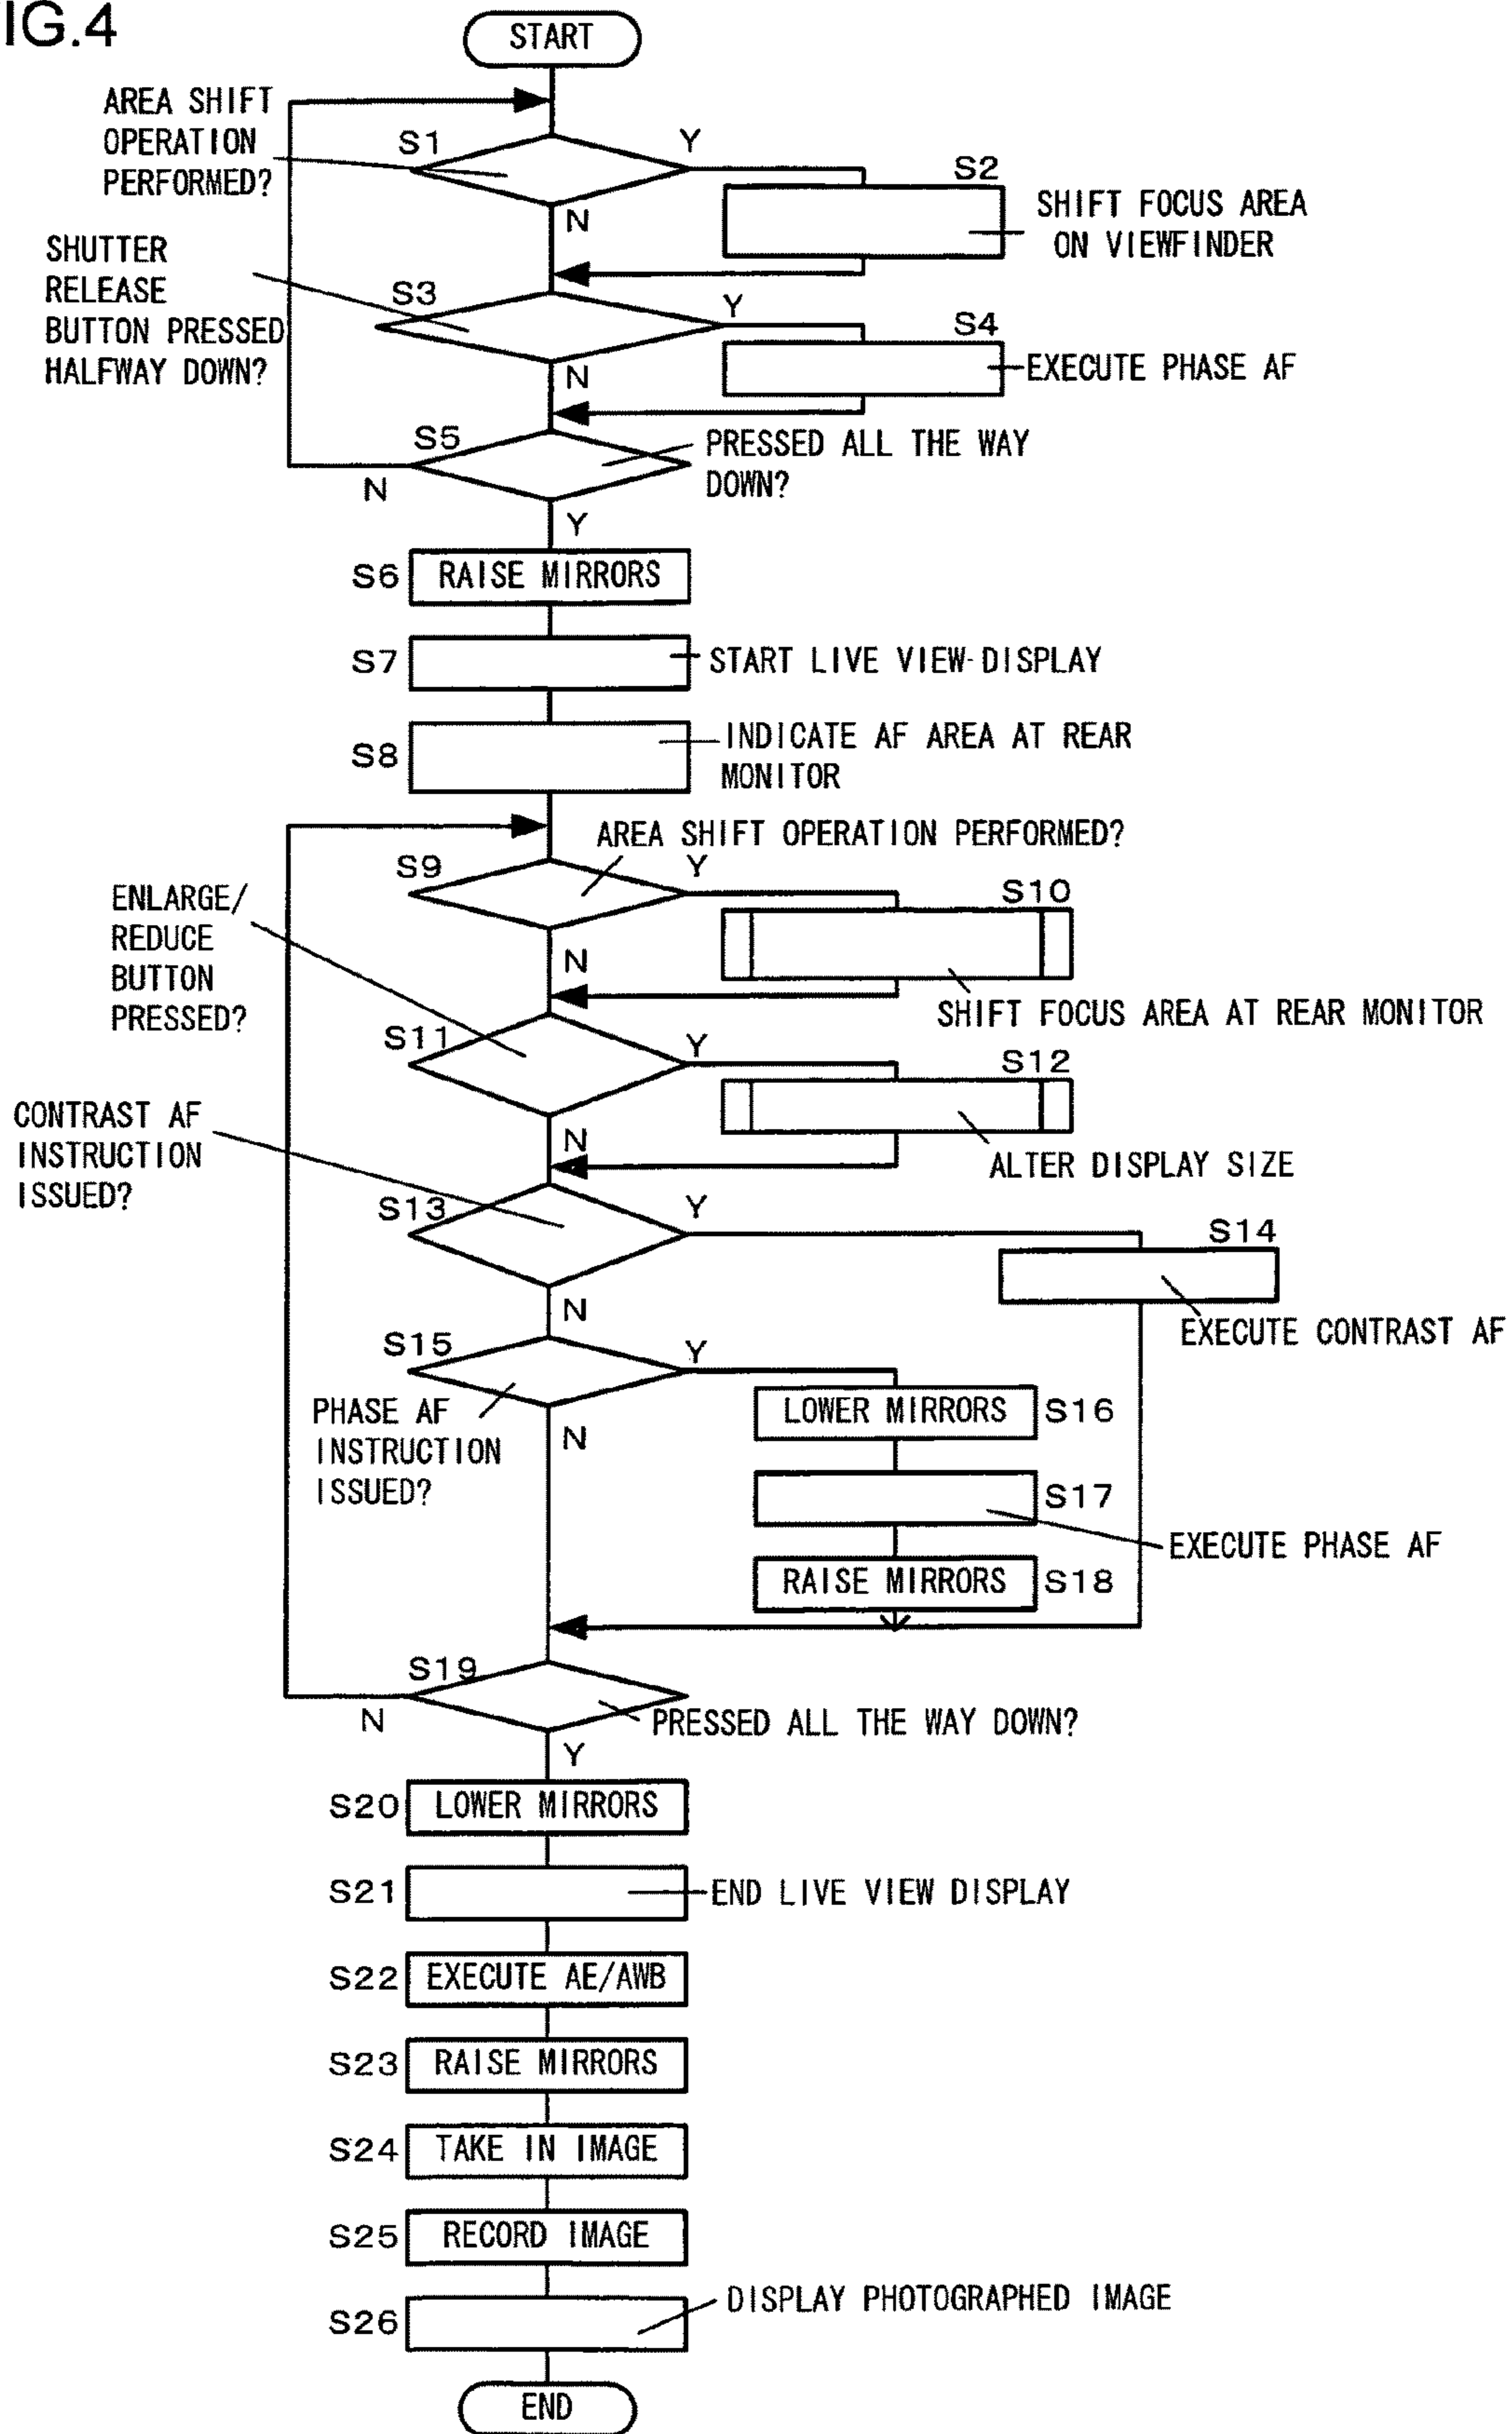 IG.4
START
AREA SHIFT
OPERATION
PERFORMED?
S1
Y
N
S2
SHIFT FOCUS AREA
ON VIEWFINDER
SHUTTER
RELEASE
BUTTON PRESSED
HALFWAY DOWN?
S3
Y
N
S4
EXECUTE PHASE AF
S5
PRESSED ALL THE WAY
DOWN?
N
Y
S6
RAISE MIRRORS
S7
START LIVE VIEW-DISPLAY
S8
INDICATE AF AREA AT REAR
MONITOR
AREA SHIFT OPERATION PERFORMED?
S9
Y
N
S10
SHIFT FOCUS AREA AT REAR MONITOR
ENLARGE/
REDUCE
BUTTON
PRESSED?
S11
Y
N
S12
ALTER DISPLAY SIZE
CONTRAST AF
INSTRUCTION
ISSUED?
S13
Y
N
S14
EXECUTE CONTRAST AF
S15
Y
N
PHASE AF
INSTRUCTION
ISSUED?
LOWER MIRRORS
S16
S17
EXECUTE PHASE AF
RAISE MIRRORS
S18
S19
PRESSED ALL THE WAY DOWN?
N
Y
S20
LOWER MIRRORS
S21
END LIVE VIEW DISPLAY
S22
EXECUTE AE/AWB
S23
RAISE MIRRORS
S24
TAKE IN IMAGE
S25
RECORD IMAGE
S26
DISPLAY PHOTOGRAPHED IMAGE
END